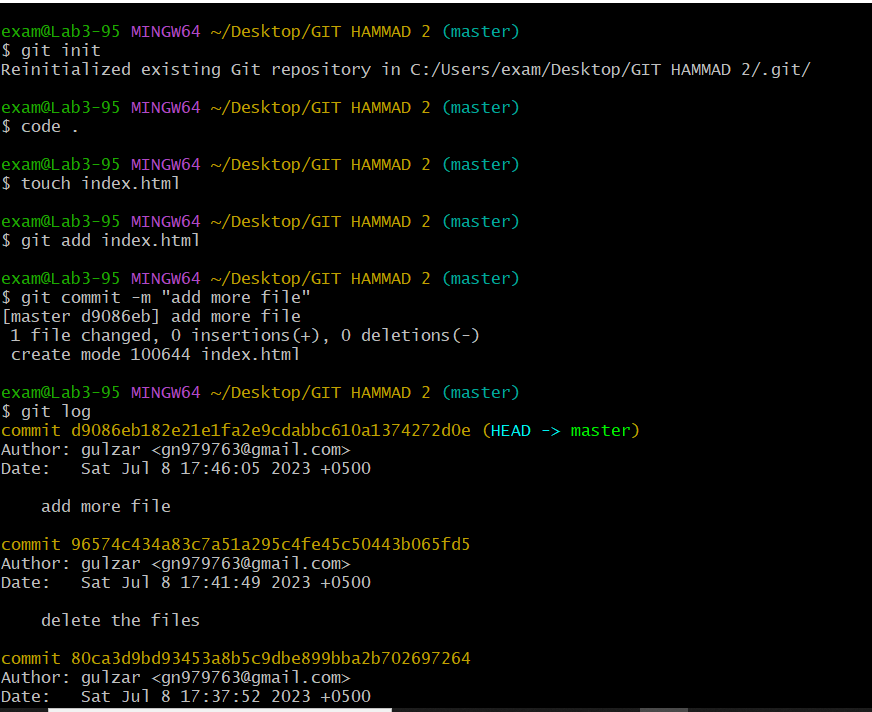 exam@Lab3-95 MINGW64 ~/Desktop/GIT HAMMAD 2 (master)
$ git init
Reinitialized existing Git repository in C:/Users/exam/Desktop/GIT HAMMAD 2/.git/
exam@Lab3-95 MINGW64 ~/Desktop/GIT HAMMAD 2 (master)
$ code .
exam@Lab3-95 MINGW64 ~/Desktop/GIT HAMMAD 2 (master)
$ touch index.html
exam@Lab3-95 MINGW64 ~/Desktop/GIT HAMMAD 2 (master)
$ git add index.html
exam@Lab3-95 MINGW64 ~/Desktop/GIT HAMMAD 2 (master)
$ git commit -m "add more file"
[master d9086eb] add more file
 1 file changed, 0 insertions(+), 0 deletions(-)
 create mode 100644 index.html
exam@Lab3-95 MINGW64 ~/Desktop/GIT HAMMAD 2 (master)
$ git log
commit d9086eb182e21e1fa2e9cdabbc610a1374272d0e (HEAD -> master)
Author: gulzar <gn979763@gmail.com>
Date:   Sat Jul 8 17:46:05 2023 +0500
    add more file
commit 96574c434a83c7a51a295c4fe45c50443b065fd5
Author: gulzar <gn979763@gmail.com>
Date:   Sat Jul 8 17:41:49 2023 +0500
    delete the files
commit 80ca3d9bd93453a8b5c9dbe899bba2b702697264
Author: gulzar <gn979763@gmail.com>
Date:   Sat Jul 8 17:37:52 2023 +0500